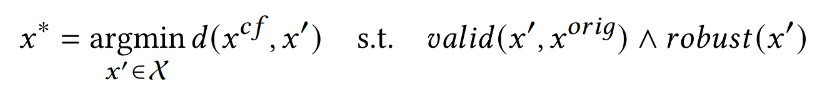 x* = argmin d(x^cf, x′) s.t. valid(x′, x^orig) ∧ robust(x′)
x′∈𝒳